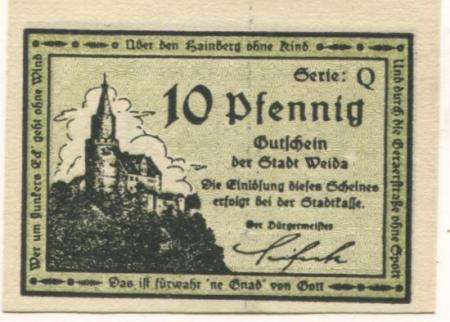 Über den Hainberg ohne Kind
Wer um Junkers Eck' geht ohne Wind
Und durch die Geraerstraße ohne Spott
Serie: Q
10 Pfennig
Gutschein
der Stadt Weida
Die Einlösung dieses Scheines
erfolgt bei der Stadtkasse.
Der Bürgermeister
Das ist fürwahr 'ne Gnad' von Gott